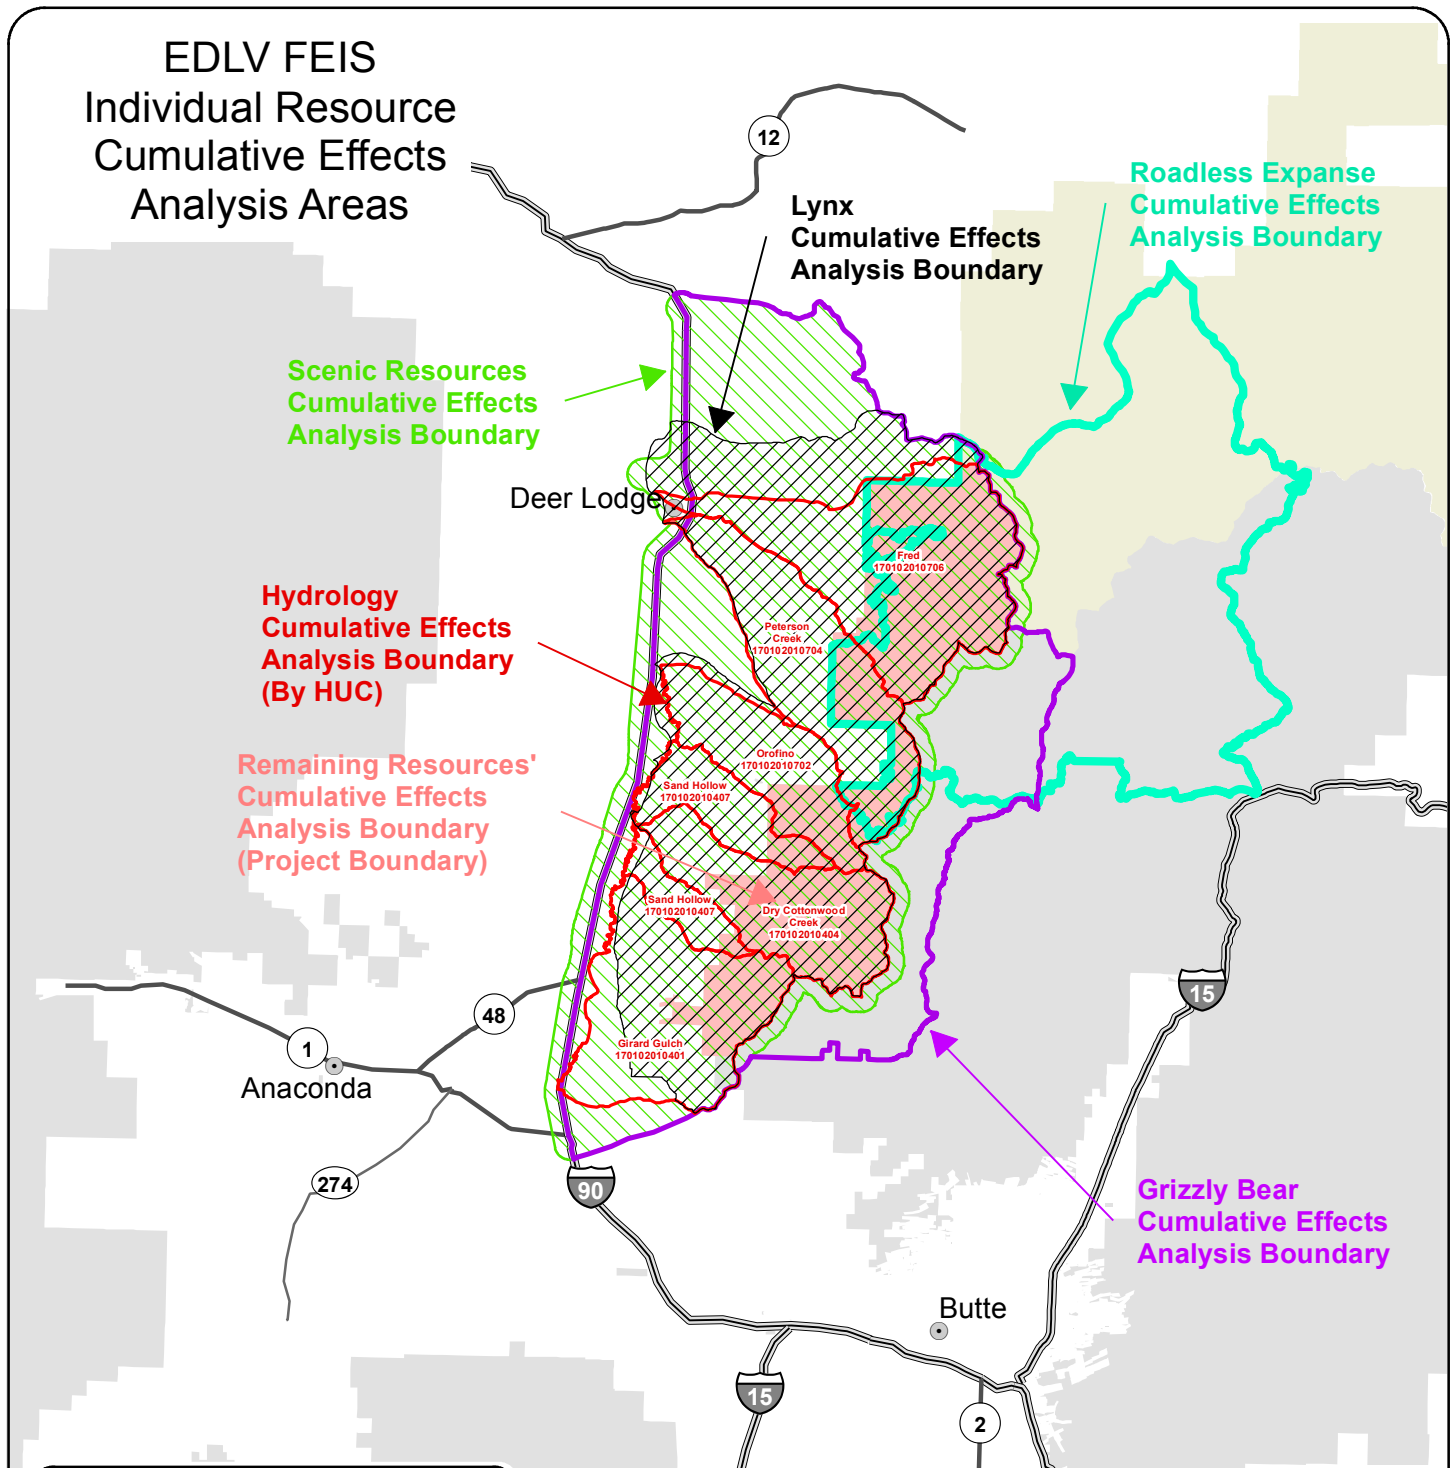 EDLV FEIS
Individual Resource
Cumulative Effects
Analysis Areas
12
Roadless Expanse
Cumulative Effects
Analysis Boundary
Lynx
Cumulative Effects
Analysis Boundary
Scenic Resources
Cumulative Effects
Analysis Boundary
Deer Lodge
Fred
170102010706
Hydrology
Cumulative Effects
Analysis Boundary
(By HUC)
Peterson
Creek
170102010704
Remaining Resources'
Cumulative Effects
Analysis Boundary
(Project Boundary)
Orofino
170102010702
Sand Hollow
170102010407
Sand Hollow
170102010407
Dry Cottonwood
Creek
170102010404
15
48
1
Girard Gulch
170102010401
Anaconda
274
90
Grizzly Bear
Cumulative Effects
Analysis Boundary
Butte
15
2